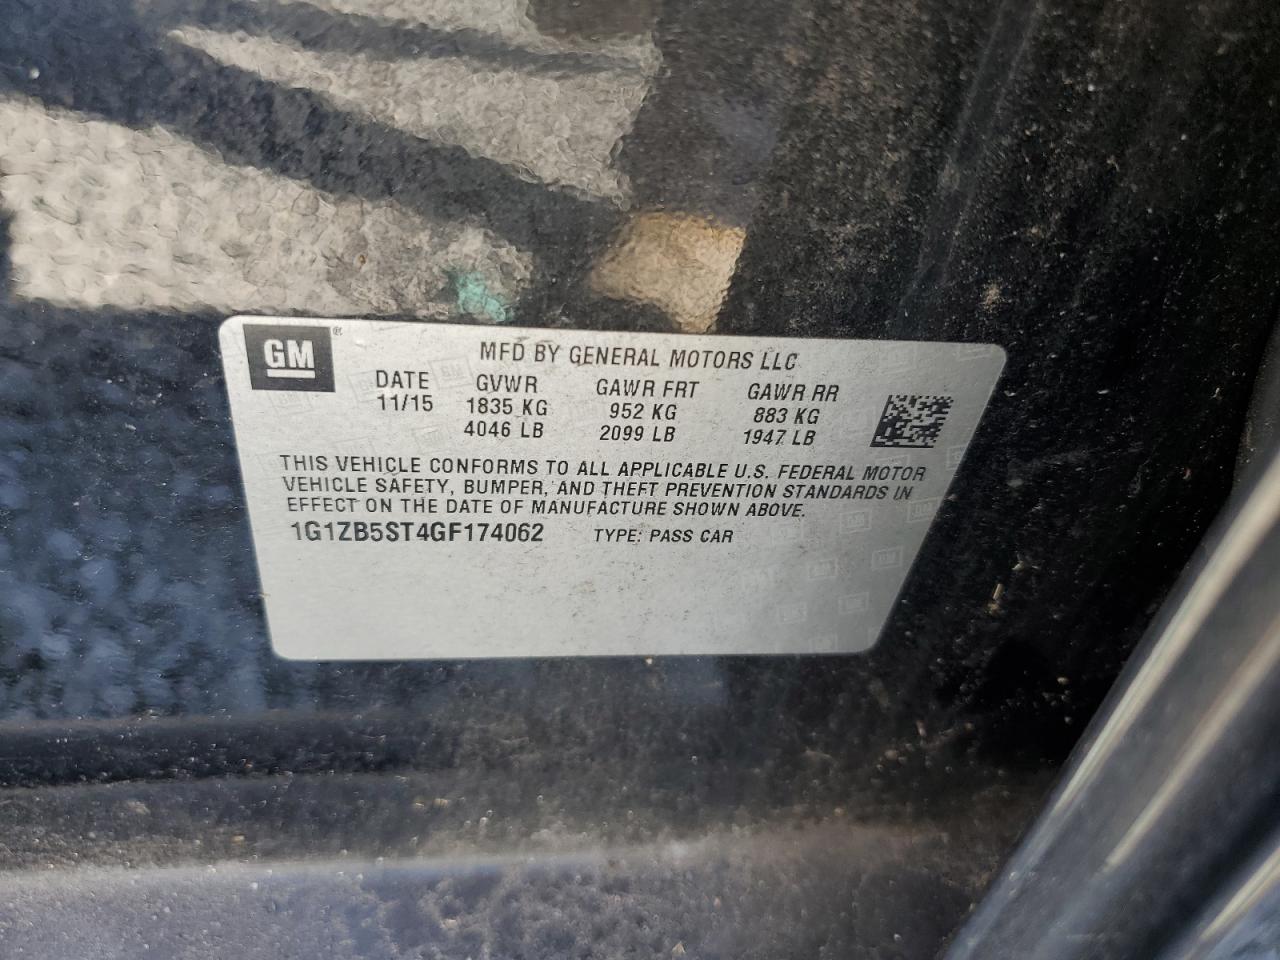 GM ®
MFD BY GENERAL MOTORS LLC
DATE GVWR GAWR FRT GAWR RR
11/15 1835 KG 952 KG 883 KG
4046 LB 2099 LB 1947 LB
THIS VEHICLE CONFORMS TO ALL APPLICABLE U.S. FEDERAL MOTOR
VEHICLE SAFETY, BUMPER, AND THEFT PREVENTION STANDARDS IN
EFFECT ON THE DATE OF MANUFACTURE SHOWN ABOVE.
1G1ZB5ST4GF174062 TYPE: PASS CAR